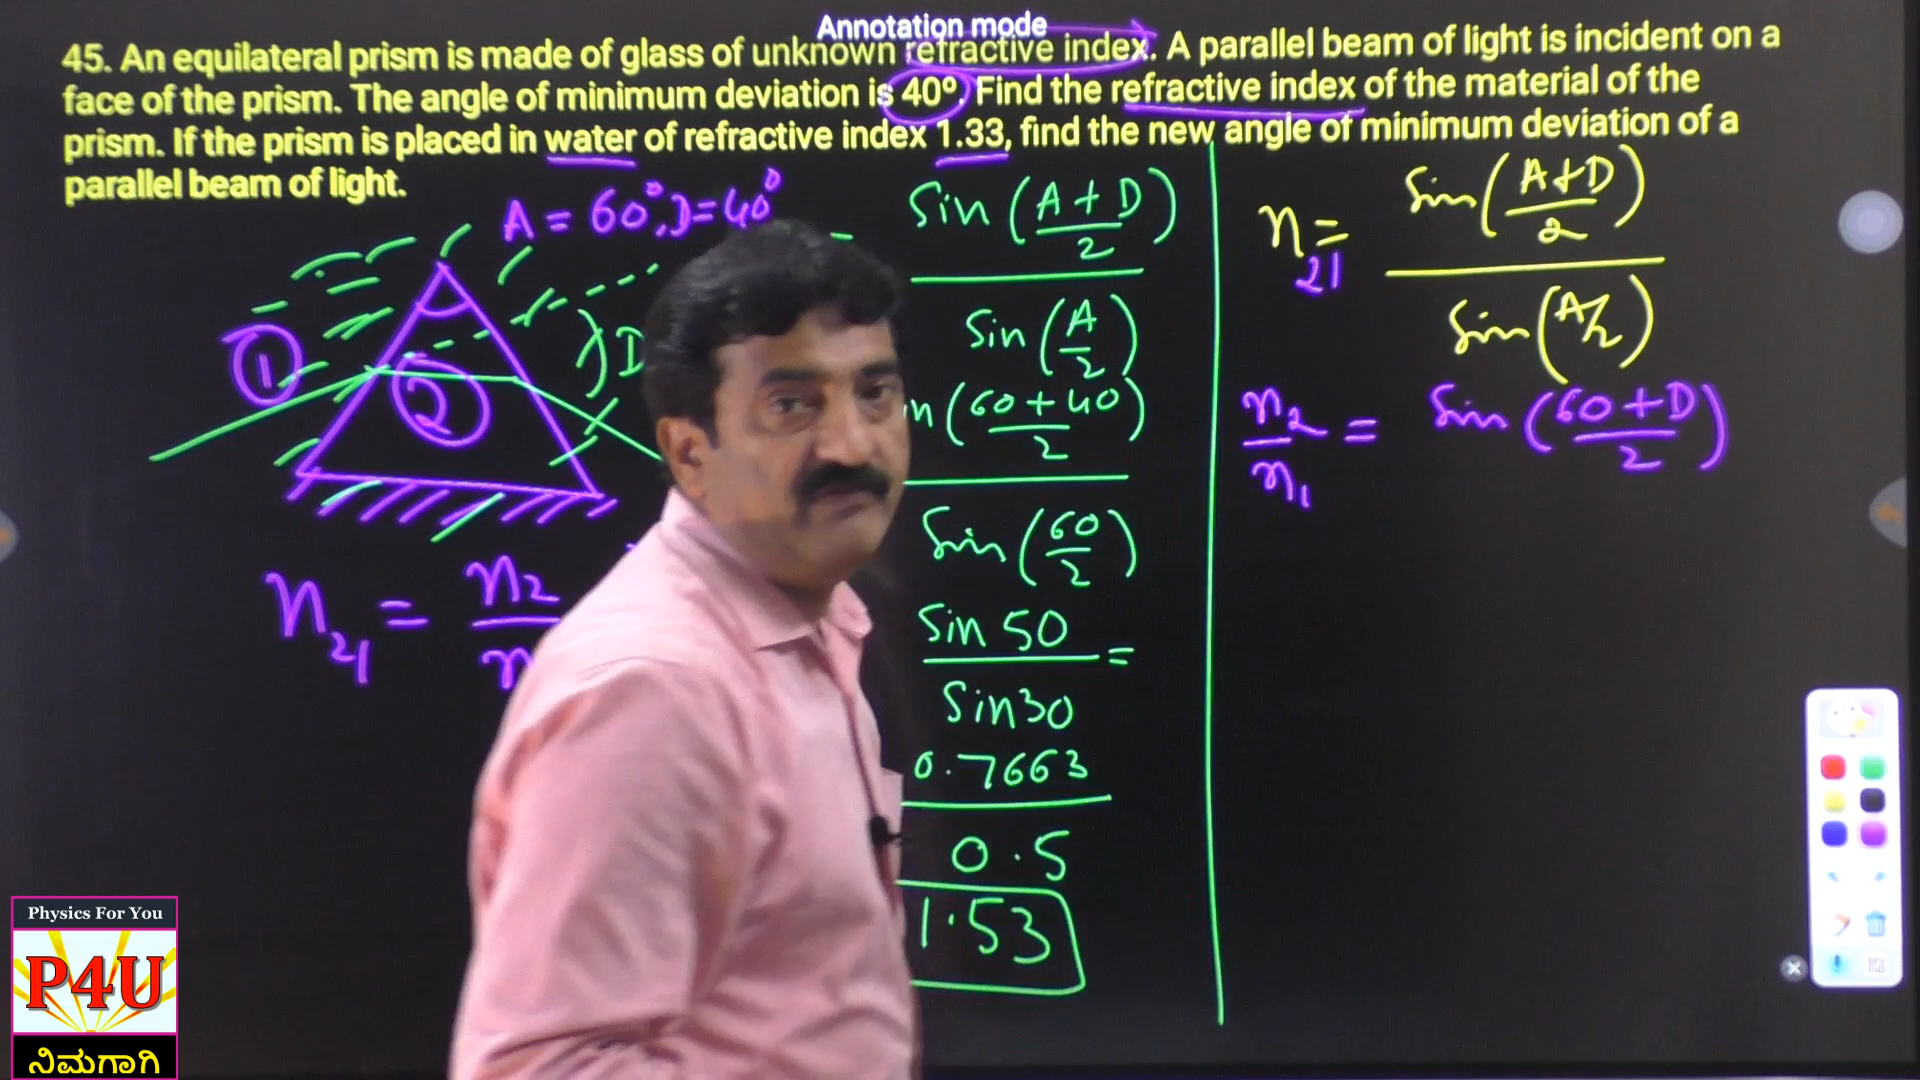 Annotation mode
45. An equilateral prism is made of glass of unknown refractive index. A parallel beam of light is incident on a
face of the prism. The angle of minimum deviation is 40º. Find the refractive index of the material of the
prism. If the prism is placed in water of refractive index 1.33, find the new angle of minimum deviation of a
parallel beam of light.
A = 60°, D = 40°
1
2
D
n21 = n2
n
Sin (A + D / 2)
Sin (A / 2)
n (60 + 40 / 2)
Sin (60 / 2)
Sin 50 =
Sin30
0.7663
0.5
1.53
n21 = Sin (A+D / 2)
Sin (A/2)
n2 / n1 = Sin (60 + D / 2)
Physics For You
P4U
ನಿಮಗಾಗಿ